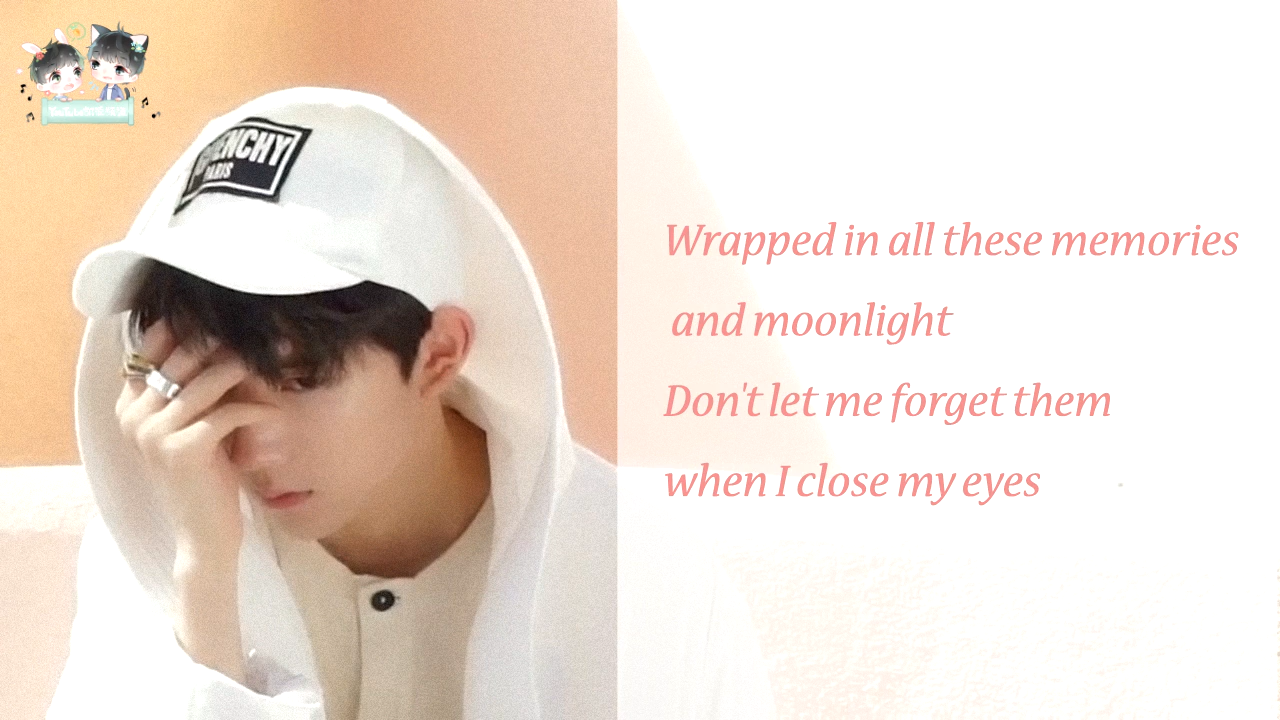 GIVENCHY
PARIS
Wrapped in all these memories
and moonlight
Don't let me forget them
when I close my eyes